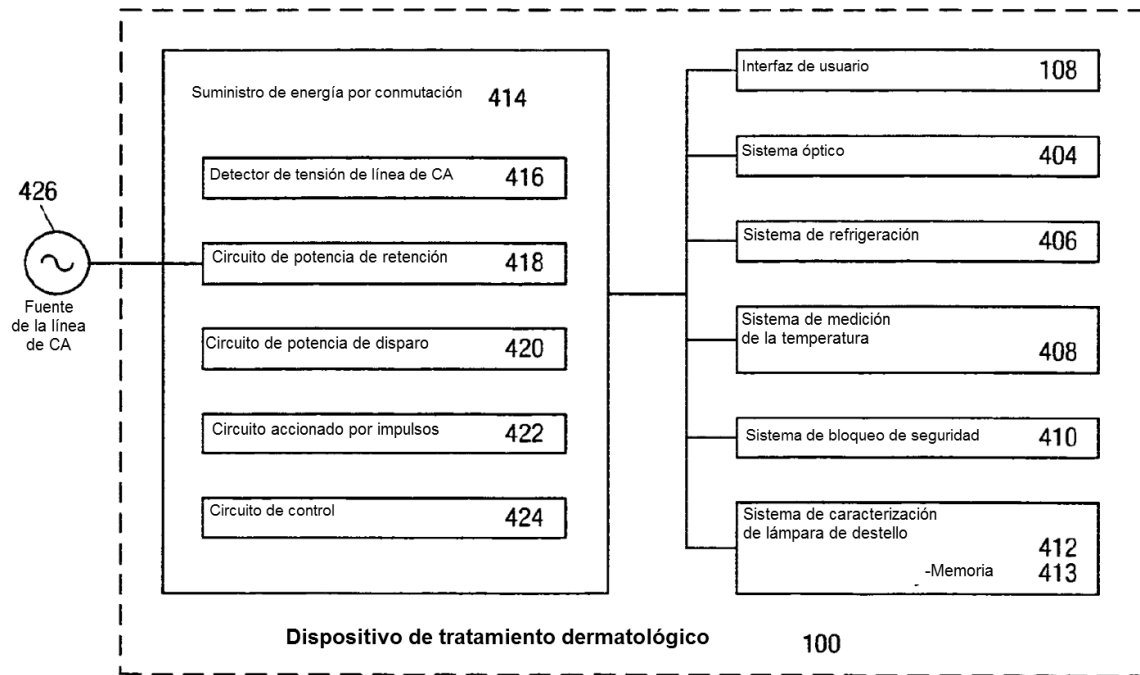 426
Fuente
de la línea
de CA
Suministro de energía por conmutación 414
Detector de tensión de línea de CA 416
Circuito de potencia de retención 418
Circuito de potencia de disparo 420
Circuito accionado por impulsos 422
Circuito de control 424
Interfaz de usuario 108
Sistema óptico 404
Sistema de refrigeración 406
Sistema de medición
de la temperatura
408
Sistema de bloqueo de seguridad 410
Sistema de caracterización
de lámpara de destello
412
-Memoria 413
Dispositivo de tratamiento dermatológico 100